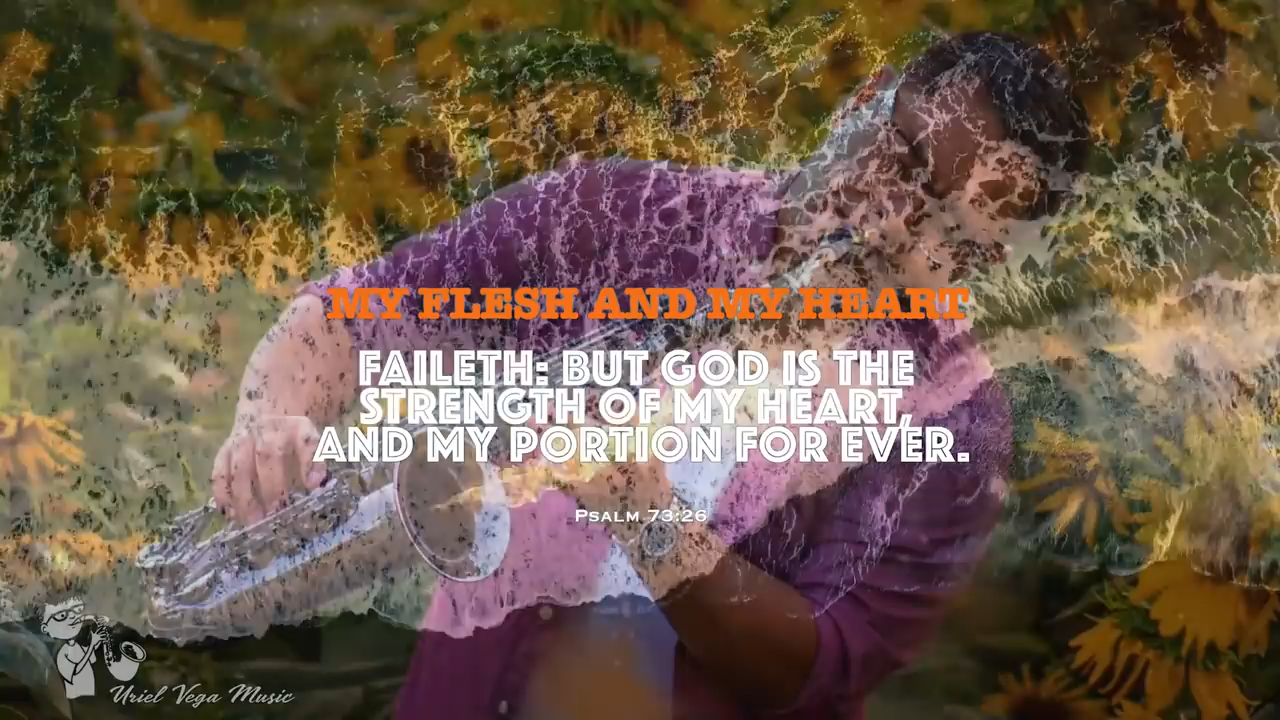 MY FLESH AND MY HEART
FAILETH: BUT GOD IS THE
STRENGTH OF MY HEART,
AND MY PORTION FOR EVER.
Psalm 73:26
Uriel Vega Music